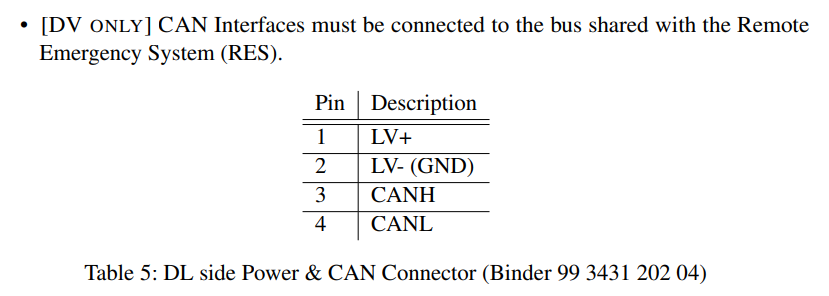 • [DV ONLY] CAN Interfaces must be connected to the bus shared with the Remote
Emergency System (RES).
Pin Description
1 LV+
2 LV- (GND)
3 CANH
4 CANL
Table 5: DL side Power & CAN Connector (Binder 99 3431 202 04)